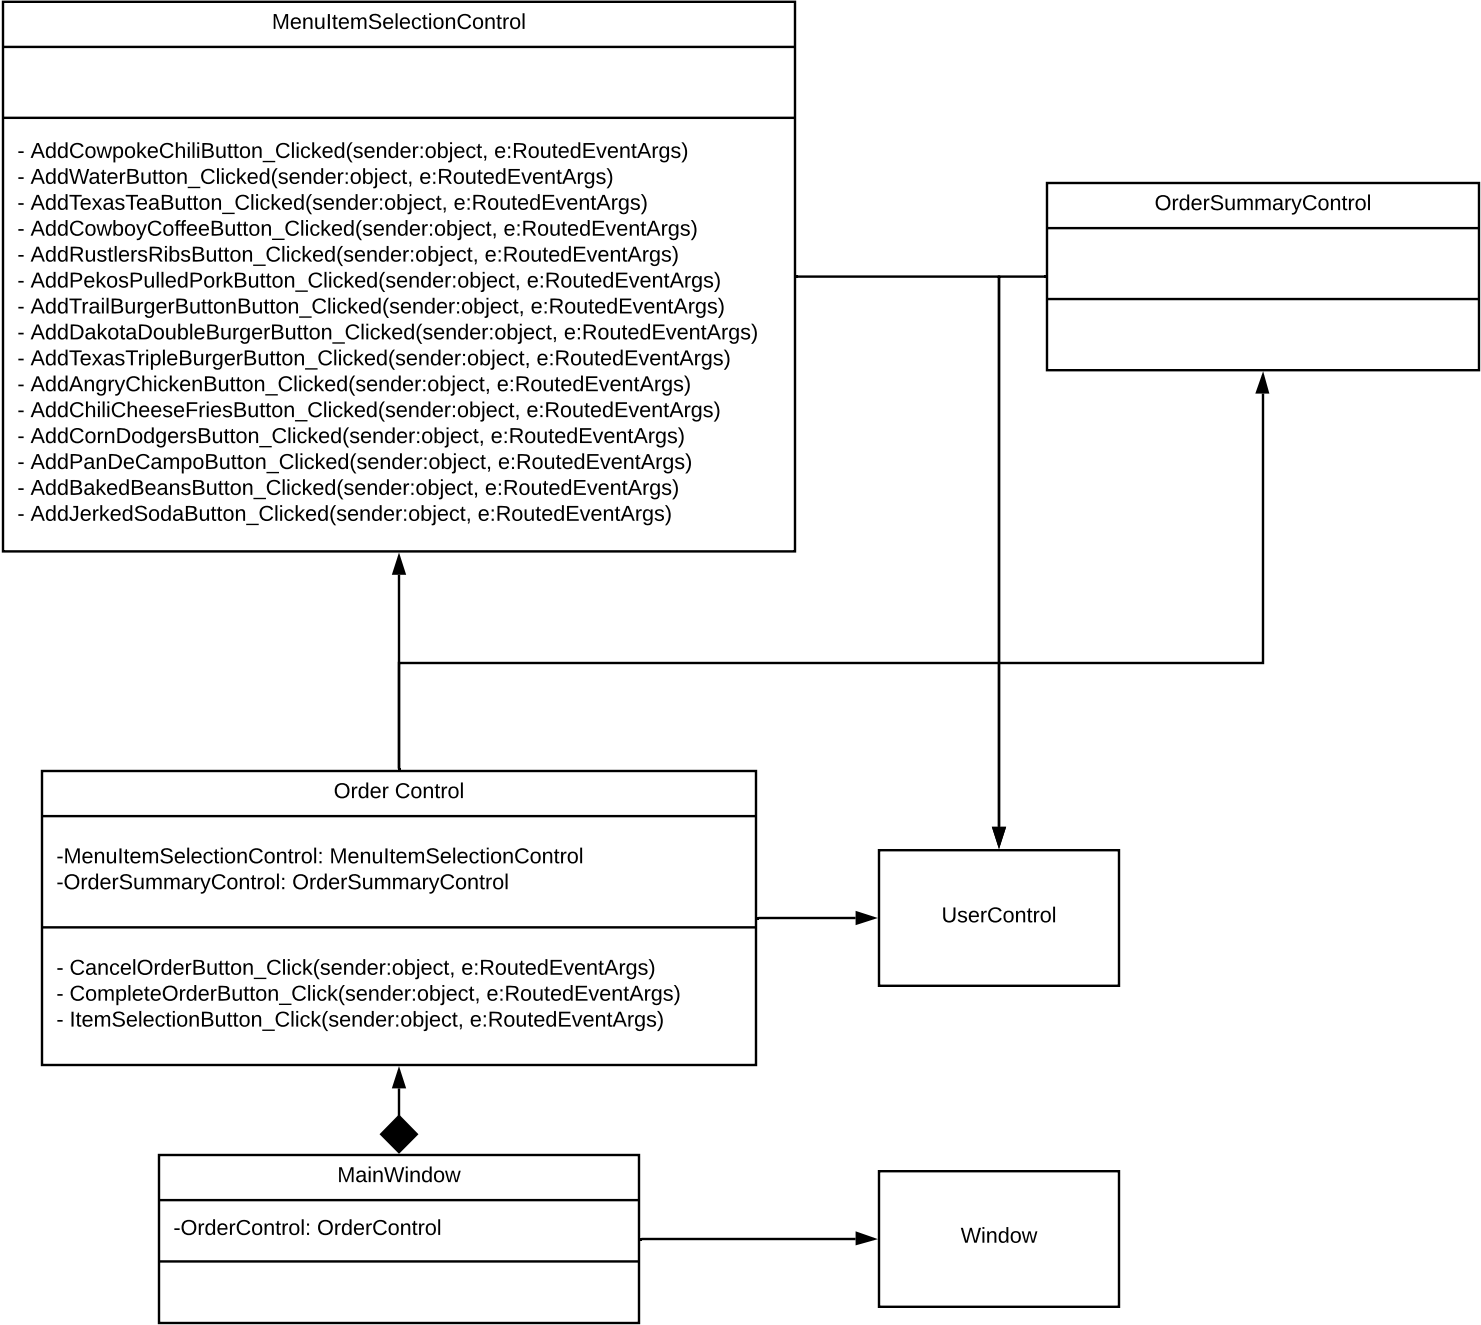 MenuItemSelectionControl
- AddCowpokeChiliButton_Clicked(sender:object, e:RoutedEventArgs)
- AddWaterButton_Clicked(sender:object, e:RoutedEventArgs)
- AddTexasTeaButton_Clicked(sender:object, e:RoutedEventArgs)
- AddCowboyCoffeeButton_Clicked(sender:object, e:RoutedEventArgs)
- AddRustlersRibsButton_Clicked(sender:object, e:RoutedEventArgs)
- AddPekosPulledPorkButton_Clicked(sender:object, e:RoutedEventArgs)
- AddTrailBurgerButtonButton_Clicked(sender:object, e:RoutedEventArgs)
- AddDakotaDoubleBurgerButton_Clicked(sender:object, e:RoutedEventArgs)
- AddTexasTripleBurgerButton_Clicked(sender:object, e:RoutedEventArgs)
- AddAngryChickenButton_Clicked(sender:object, e:RoutedEventArgs)
- AddChiliCheeseFriesButton_Clicked(sender:object, e:RoutedEventArgs)
- AddCornDodgersButton_Clicked(sender:object, e:RoutedEventArgs)
- AddPanDeCampoButton_Clicked(sender:object, e:RoutedEventArgs)
- AddBakedBeansButton_Clicked(sender:object, e:RoutedEventArgs)
- AddJerkedSodaButton_Clicked(sender:object, e:RoutedEventArgs)
OrderSummaryControl
Order Control
-MenuItemSelectionControl: MenuItemSelectionControl
-OrderSummaryControl: OrderSummaryControl
- CancelOrderButton_Click(sender:object, e:RoutedEventArgs)
- CompleteOrderButton_Click(sender:object, e:RoutedEventArgs)
- ItemSelectionButton_Click(sender:object, e:RoutedEventArgs)
UserControl
MainWindow
-OrderControl: OrderControl
Window